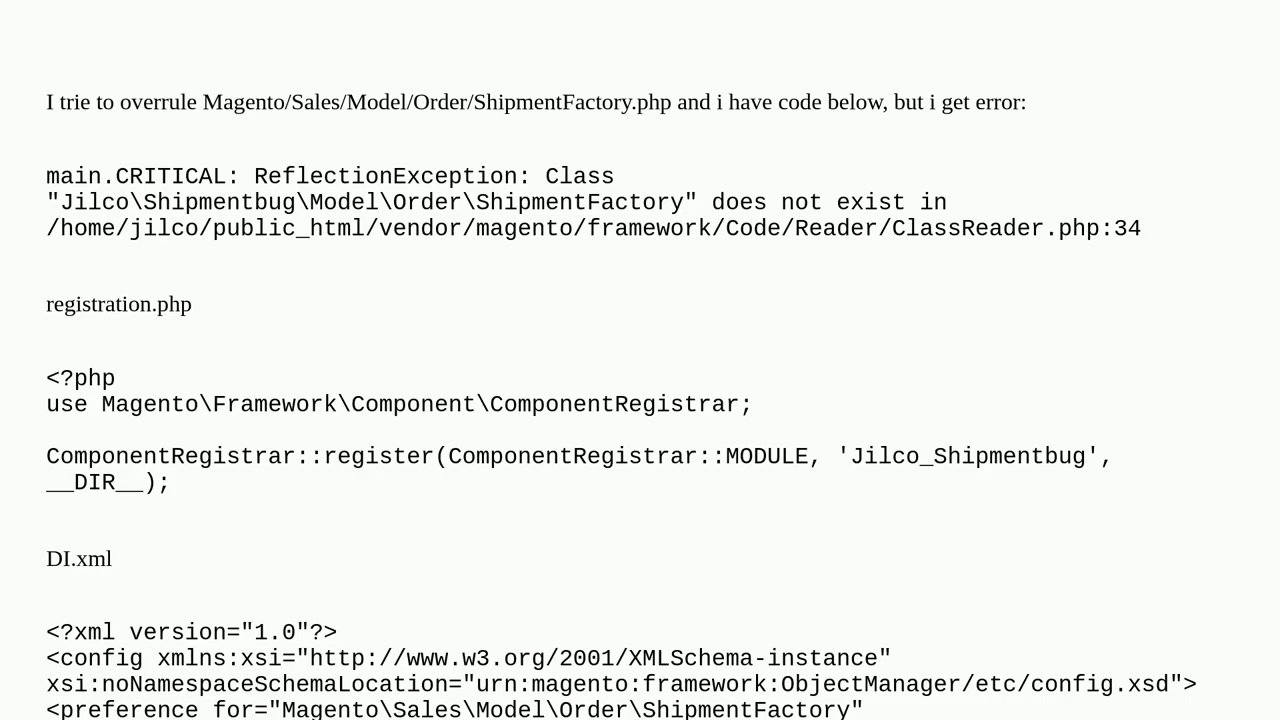 I trie to overrule Magento/Sales/Model/Order/ShipmentFactory.php and i have code below, but i get error:
main.CRITICAL: ReflectionException: Class
"Jilco\Shipmentbug\Model\Order\ShipmentFactory" does not exist in
/home/jilco/public_html/vendor/magento/framework/Code/Reader/ClassReader.php:34
registration.php
<?php
use Magento\Framework\Component\ComponentRegistrar;
ComponentRegistrar::register(ComponentRegistrar::MODULE, 'Jilco_Shipmentbug',
__DIR__);
DI.xml
<?xml version="1.0"?>
<config xmlns:xsi="http://www.w3.org/2001/XMLSchema-instance"
xsi:noNamespaceSchemaLocation="urn:magento:framework:ObjectManager/etc/config.xsd">
<preference for="Magento\Sales\Model\Order\ShipmentFactory"